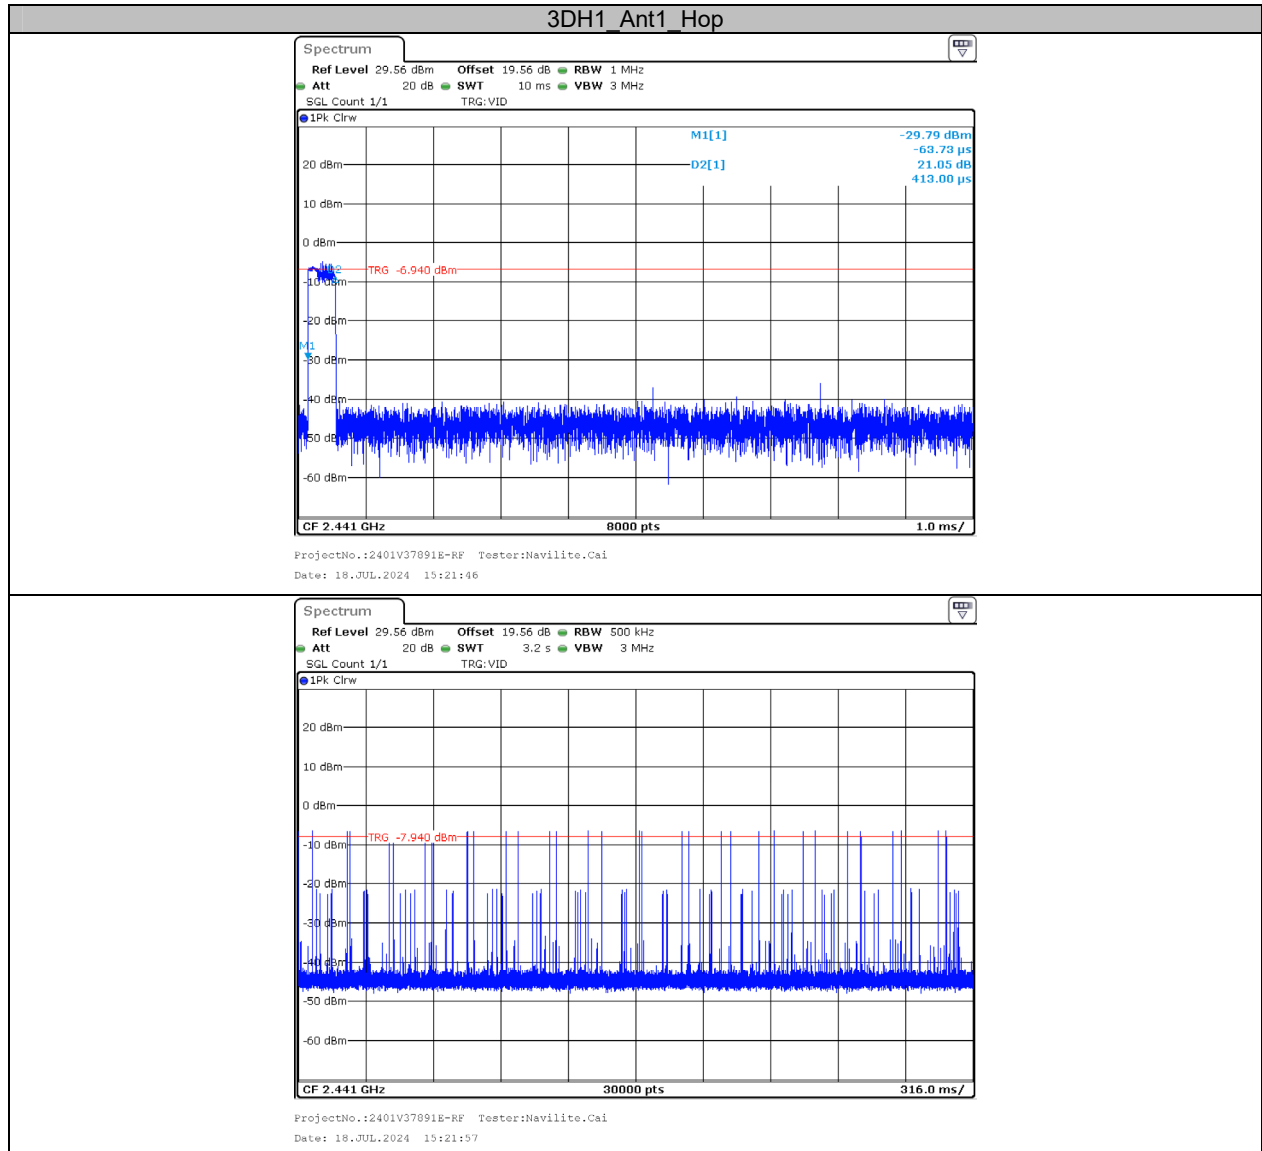 3DH1_Ant1_Hop
Spectrum
Ref Level 29.56 dBm Offset 19.56 dB RBW 1 MHz
Att 20 dB SWT 10 ms VBW 3 MHz
SGL Count 1/1 TRG:VID
1Pk Clrw
M1[1] -29.79 dBm
-63.73 µs
20 dBm D2[1] 21.05 dB
413.00 µs
10 dBm
0 dBm
D2 TRG -6.940 dBm
-10 dBm
-20 dBm
M1
-30 dBm
-40 dBm
-50 dBm
-60 dBm
CF 2.441 GHz 8000 pts 1.0 ms/
ProjectNo.:2401V37891E-RF Tester:Navilite.Cai
Date: 18.JUL.2024 15:21:46
Spectrum
Ref Level 29.56 dBm Offset 19.56 dB RBW 500 kHz
Att 20 dB SWT 3.2 s VBW 3 MHz
SGL Count 1/1 TRG:VID
1Pk Clrw
20 dBm
10 dBm
0 dBm
TRG -7.940 dBm
-10 dBm
-20 dBm
-30 dBm
-40 dBm
-50 dBm
-60 dBm
CF 2.441 GHz 30000 pts 316.0 ms/
ProjectNo.:2401V37891E-RF Tester:Navilite.Cai
Date: 18.JUL.2024 15:21:57